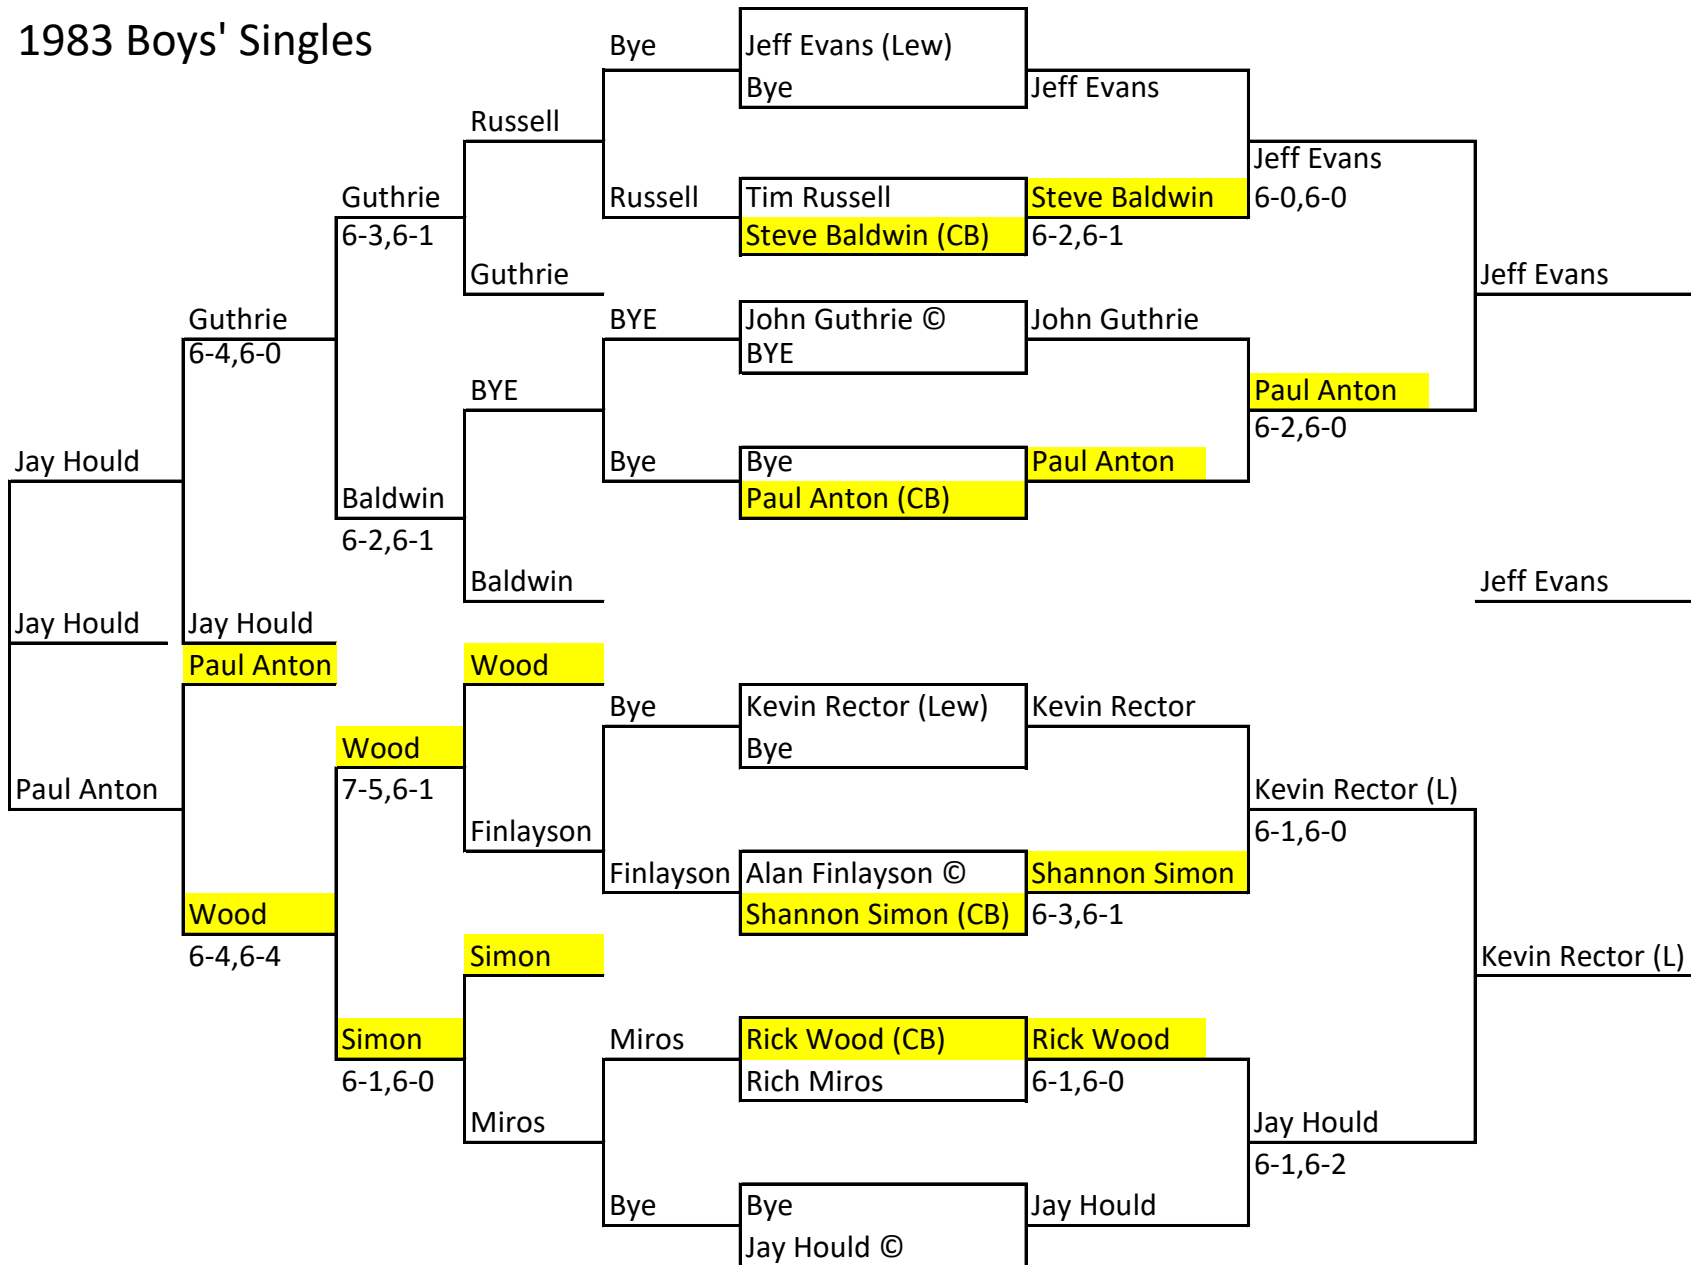 1983 Boys' Singles
Bye
Jeff Evans (Lew)
Bye
Jeff Evans
Russell
Jeff Evans
Guthrie
Russell
Tim Russell
Steve Baldwin
6-0,6-0
6-3,6-1
Steve Baldwin (CB)
6-2,6-1
Guthrie
Jeff Evans
Guthrie
BYE
John Guthrie ©
John Guthrie
6-4,6-0
BYE
BYE
Paul Anton
6-2,6-0
Jay Hould
Bye
Bye
Paul Anton
Baldwin
Paul Anton (CB)
6-2,6-1
Baldwin
Jeff Evans
Jay Hould
Jay Hould
Paul Anton
Wood
Bye
Kevin Rector (Lew)
Kevin Rector
Wood
Bye
Paul Anton
7-5,6-1
Kevin Rector (L)
Finlayson
6-1,6-0
Finlayson
Alan Finlayson ©
Shannon Simon
Wood
Shannon Simon (CB)
6-3,6-1
6-4,6-4
Simon
Kevin Rector (L)
Simon
Miros
Rick Wood (CB)
Rick Wood
6-1,6-0
Rich Miros
6-1,6-0
Miros
Jay Hould
6-1,6-2
Bye
Bye
Jay Hould
Jay Hould ©